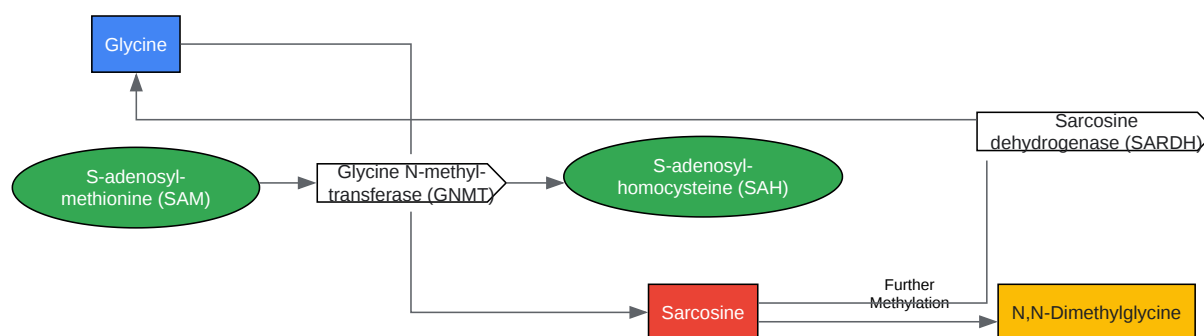 Glycine
Sarcosine
dehydrogenase (SARDH)
S-adenosyl-
methionine (SAM)
Glycine N-methyl-
transferase (GNMT)
S-adenosyl-
homocysteine (SAH)
Sarcosine
Further
Methylation
N,N-Dimethylglycine